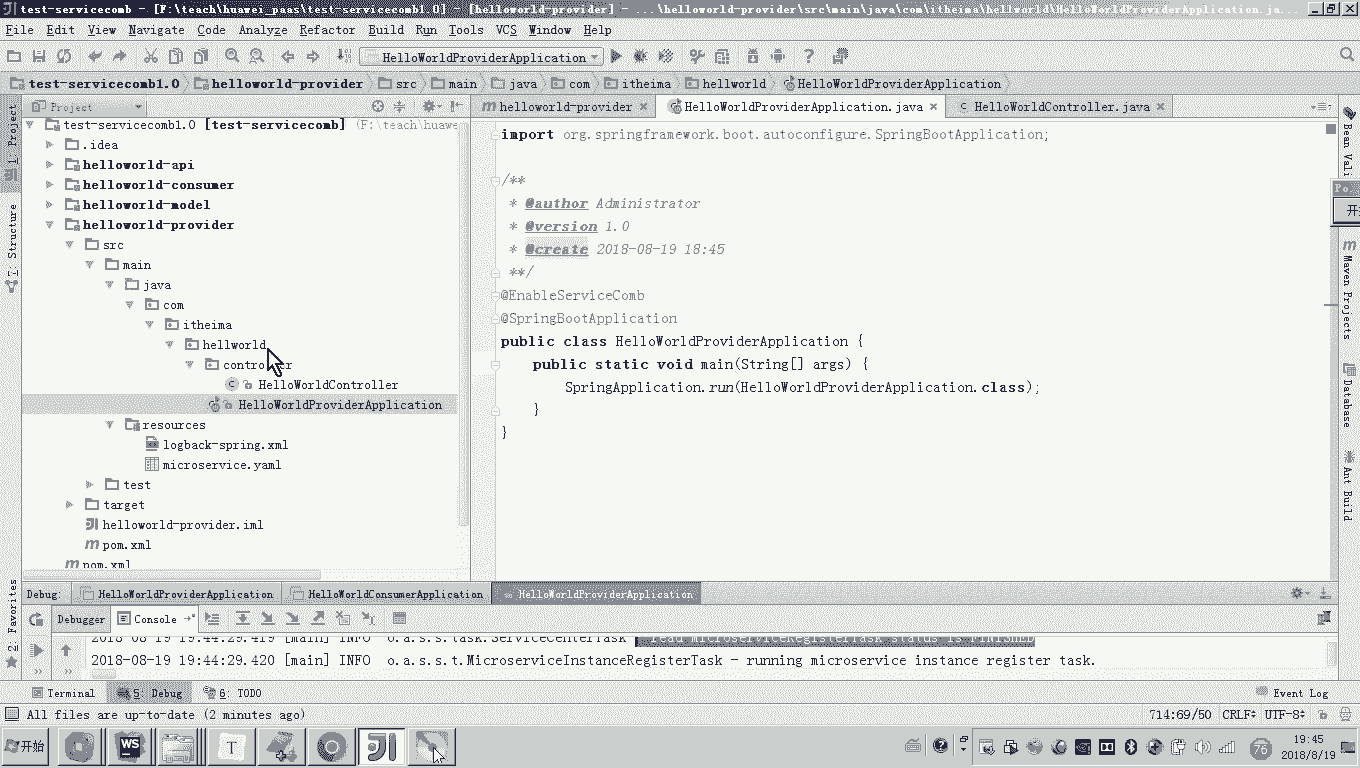 test-servicecomb - [F:\teach\huawei_paas\test-servicecomb1.0] - [helloworld-provider] - ...\helloworld-provider\src\main\java\com\itheima\hellworld\HelloWorldProviderApplication.ja...
File Edit View Navigate Code Analyze Refactor Build Run Tools VCS Window Help
HelloWorldProviderApplication
test-servicecomb1.0 helloworld-provider src main java com itheima hellworld HelloWorldProviderApplication
Project
helloworld-provider HelloWorldProviderApplication.java HelloWorldController.java
test-servicecomb1.0 [test-servicecomb] (F:\teach\huawe
.idea
helloworld-api
helloworld-consumer
helloworld-model
helloworld-provider
src
main
java
com
itheima
hellworld
controller
HelloWorldController
HelloWorldProviderApplication
resources
logback-spring.xml
microservice.yaml
test
target
helloworld-provider.iml
pom.xml
pom.xml
import org.springframework.boot.autoconfigure.SpringBootApplication;
/**
* @author Administrator
* @version 1.0
* @create 2018-08-19 18:45
**/
@EnableServiceComb
@SpringBootApplication
public class HelloWorldProviderApplication {
public static void main(String[] args) {
SpringApplication.run(HelloWorldProviderApplication.class);
}
}
1: Project
7: Structure
2: Favorites
Bean Vali
Po.
开
Maven Projects
Database
Ant Build
Debug: HelloWorldProviderApplication HelloWorldConsumerApplication HelloWorldProviderApplication
Debugger Console
2018-08-19 19:44:29.419 [main] INFO o.a.s.s.task.ServiceCenterTask - read MicroserviceRegisterTask status is FINISHED
2018-08-19 19:44:29.420 [main] INFO o.a.s.s.t.MicroserviceInstanceRegisterTask - running microservice instance register task.
Terminal 5: Debug 6: TODO Event Log
All files are up-to-date (2 minutes ago) 714:69/50 CRLF UTF-8
开始 WS T 76 19:45
2018/8/19